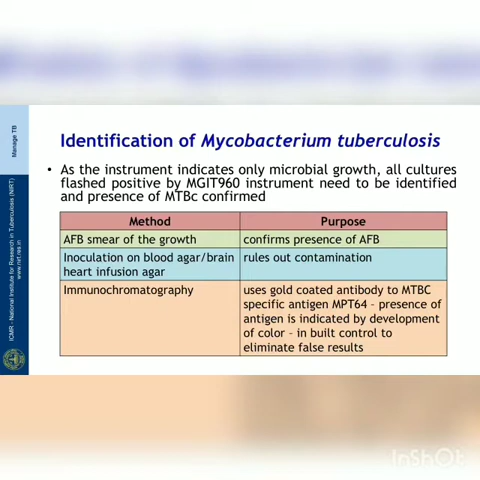 Manage TB
ICMR - National Institute for Research in Tuberculosis (NIRT)
www.nirt.res.in
Identification of Mycobacterium tuberculosis
• As the instrument indicates only microbial growth, all cultures
flashed positive by MGIT960 instrument need to be identified
and presence of MTBc confirmed
Method
Purpose
AFB smear of the growth
confirms presence of AFB
Inoculation on blood agar/brain
heart infusion agar
rules out contamination
Immunochromatography
uses gold coated antibody to MTBC
specific antigen MPT64 – presence of
antigen is indicated by development
of color – in built control to
eliminate false results
InShOt